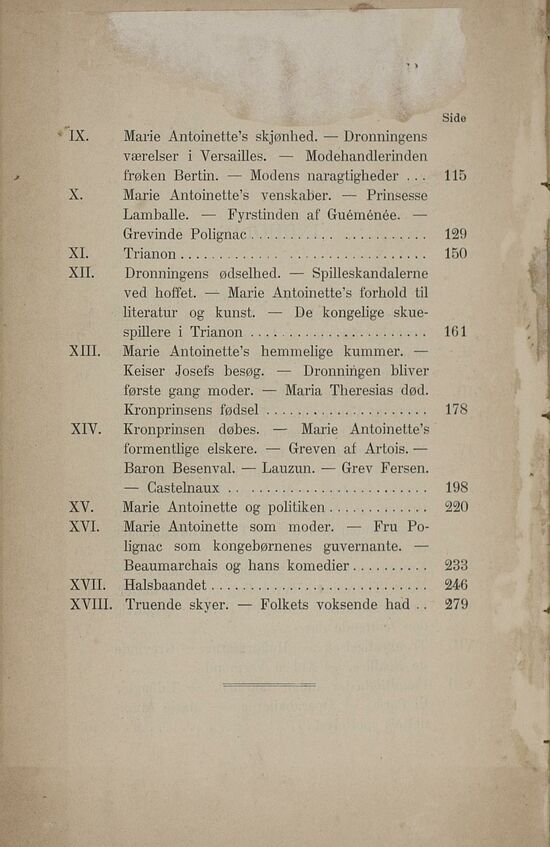 Side
IX. Marie Antoinette's skjønhed. — Dronningens
værelser i Versailles. — Modehandlerinden
frøken Bertin. — Modens naragtigheder ... 115
X. Marie Antoinette's venskaber. — Prinsesse
Lamballe. — Fyrstinden af Guéménée. —
Grevinde Polignac ........................ 129
XI. Trianon ................................ 150
XII. Dronningens ødselhed. — Spilleskandalerne
ved hoffet. — Marie Antoinette's forhold til
literatur og kunst. — De kongelige skue-
spillere i Trianon ........................ 161
XIII. Marie Antoinette's hemmelige kummer. —
Keiser Josefs besøg. — Dronningen bliver
første gang moder. — Maria Theresias død.
Kronprinsens fødsel ...................... 178
XIV. Kronprinsen døbes. — Marie Antoinette's
formentlige elskere. — Greven af Artois. —
Baron Besenval. — Lauzun. — Grev Fersen.
— Castelnaux .. ........................ 198
XV. Marie Antoinette og politiken ............. 220
XVI. Marie Antoinette som moder. — Fru Po-
lignac som kongebørnenes guvernante. —
Beaumarchais og hans komedier .......... 233
XVII. Halsbaandet ............................. 246
XVIII. Truende skyer. — Folkets voksende had .. 279